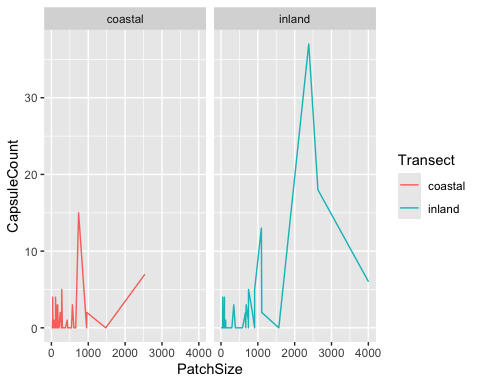 coastal
inland
CapsuleCount
30
20
10
0
0 1000 2000 3000 4000
0 1000 2000 3000 4000
PatchSize
Transect
coastal
inland